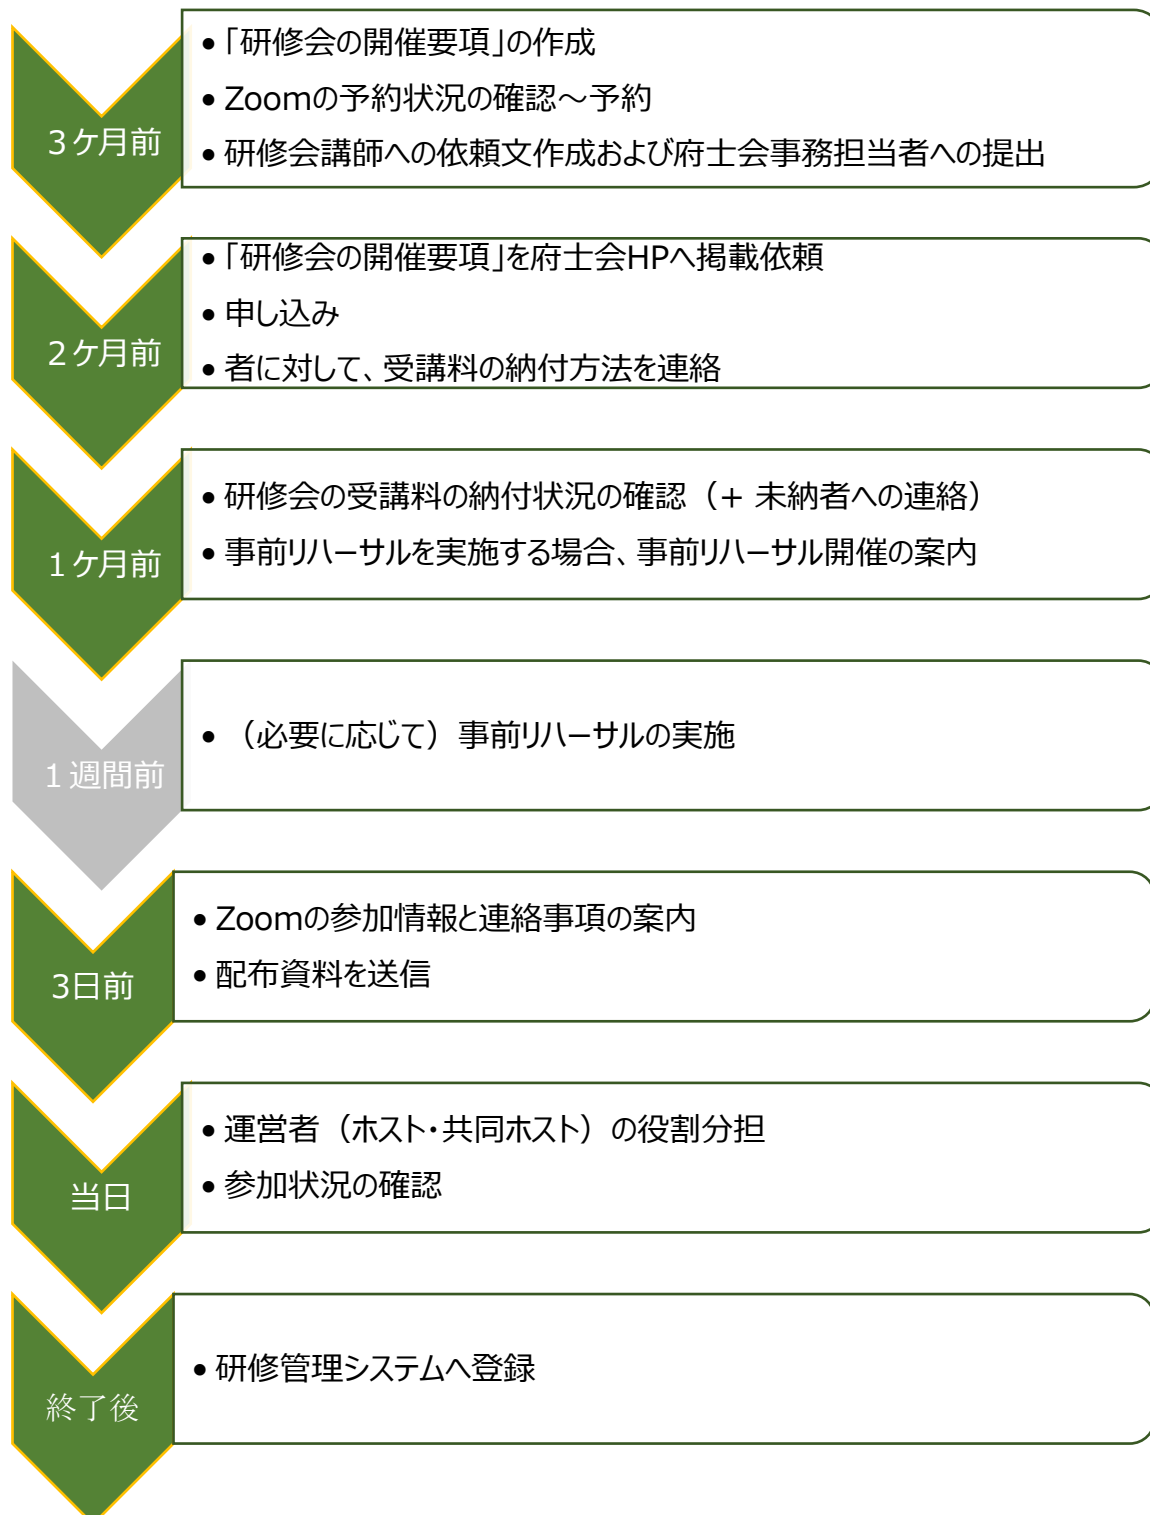 3ケ月前
• 「研修会の開催要項」の作成
• Zoomの予約状況の確認～予約
• 研修会講師への依頼文作成および府士会事務担当者への提出
2ケ月前
• 「研修会の開催要項」を府士会HPへ掲載依頼
• 申し込み
• 者に対して、受講料の納付方法を連絡
1ケ月前
• 研修会の受講料の納付状況の確認（+ 未納者への連絡）
• 事前リハーサルを実施する場合、事前リハーサル開催の案内
1週間前
• （必要に応じて）事前リハーサルの実施
3日前
• Zoomの参加情報と連絡事項の案内
• 配布資料を送信
当日
• 運営者（ホスト・共同ホスト）の役割分担
• 参加状況の確認
終了後
• 研修管理システムへ登録